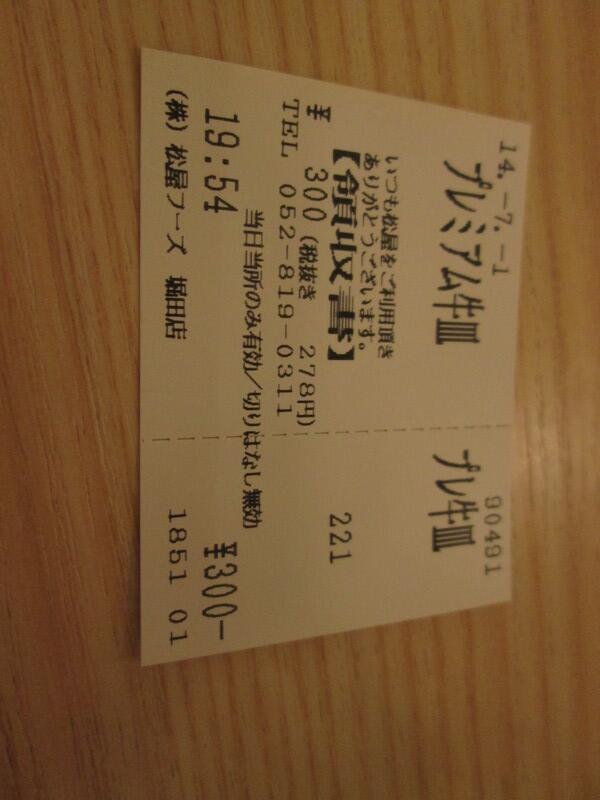 14.-7.-1
90491
プレミアム牛皿
プレ牛皿
いつも松屋をご利用頂き
ありがとうございます。
【領収書】
221
¥ 300 (税抜き 278円)
TEL 052-819-0311
当日当所のみ有効/切りはなし無効
19:54
¥300-
(株) 松屋フーズ 堀田店
1851 01